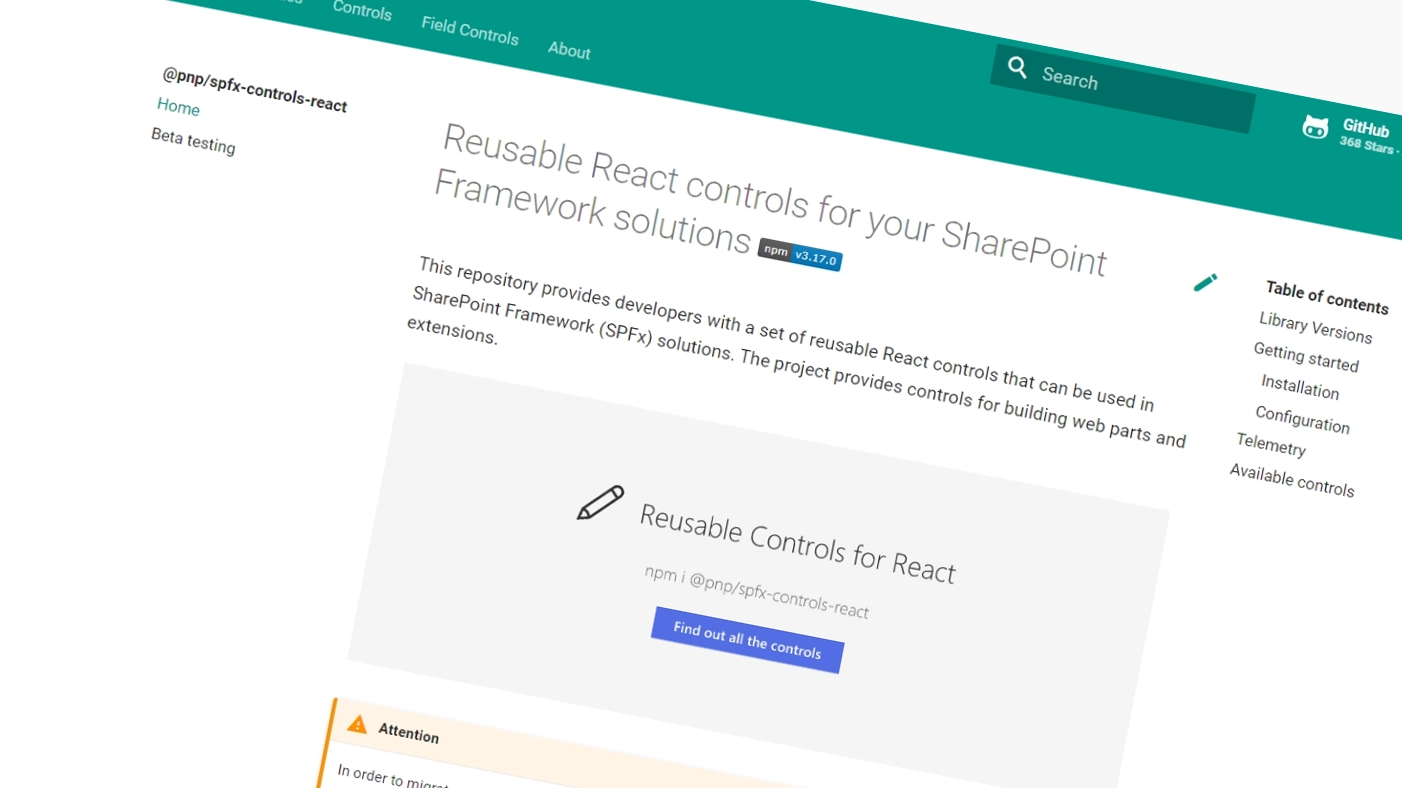 Controls
Field Controls
About
Search
GitHub
368 Stars ·
@pnp/spfx-controls-react
Home
Beta testing
Reusable React controls for your SharePoint
Framework solutions
npm v3.17.0
This repository provides developers with a set of reusable React controls that can be used in
SharePoint Framework (SPFx) solutions. The project provides controls for building web parts and
extensions.
Table of contents
Library Versions
Getting started
Installation
Configuration
Telemetry
Available controls
Reusable Controls for React
npm i @pnp/spfx-controls-react
Find out all the controls
Attention
In order to